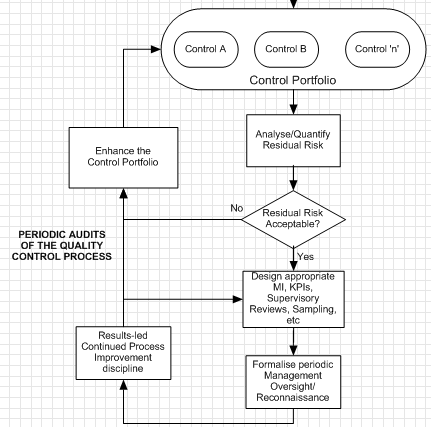 Control A
Control B
Control 'n'
Control Portfolio
Analyse/Quantify
Residual Risk
Enhance the
Control Portfolio
No
Residual Risk
Acceptable?
PERIODIC AUDITS
OF THE QUALITY
CONTROL PROCESS
Yes
Design appropriate
MI, KPIs,
Supervisory
Reviews, Sampling,
etc
Results-led
Continued Process
Improvement
discipline
Formalise periodic
Management
Oversight/
Reconnaissance